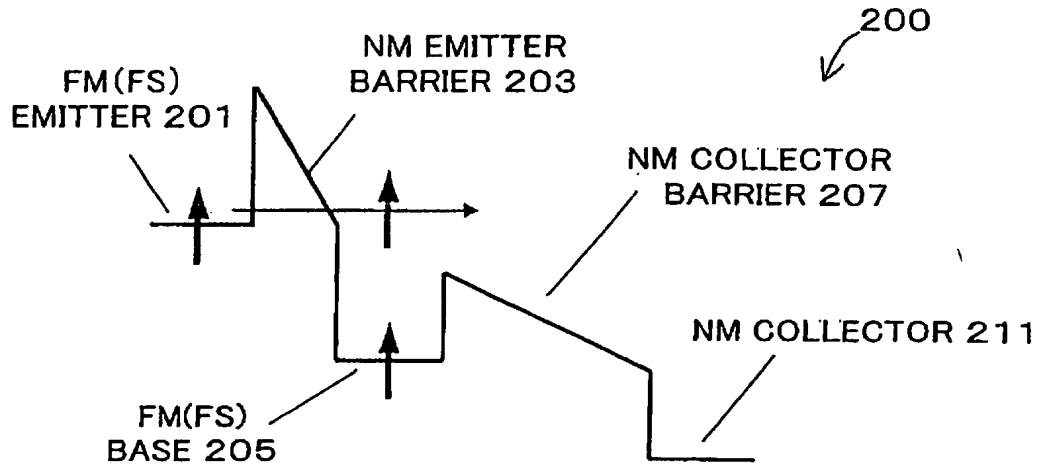 200
NM EMITTER
BARRIER 203
FM(FS)
EMITTER 201
NM COLLECTOR
BARRIER 207
NM COLLECTOR 211
FM(FS)
BASE 205